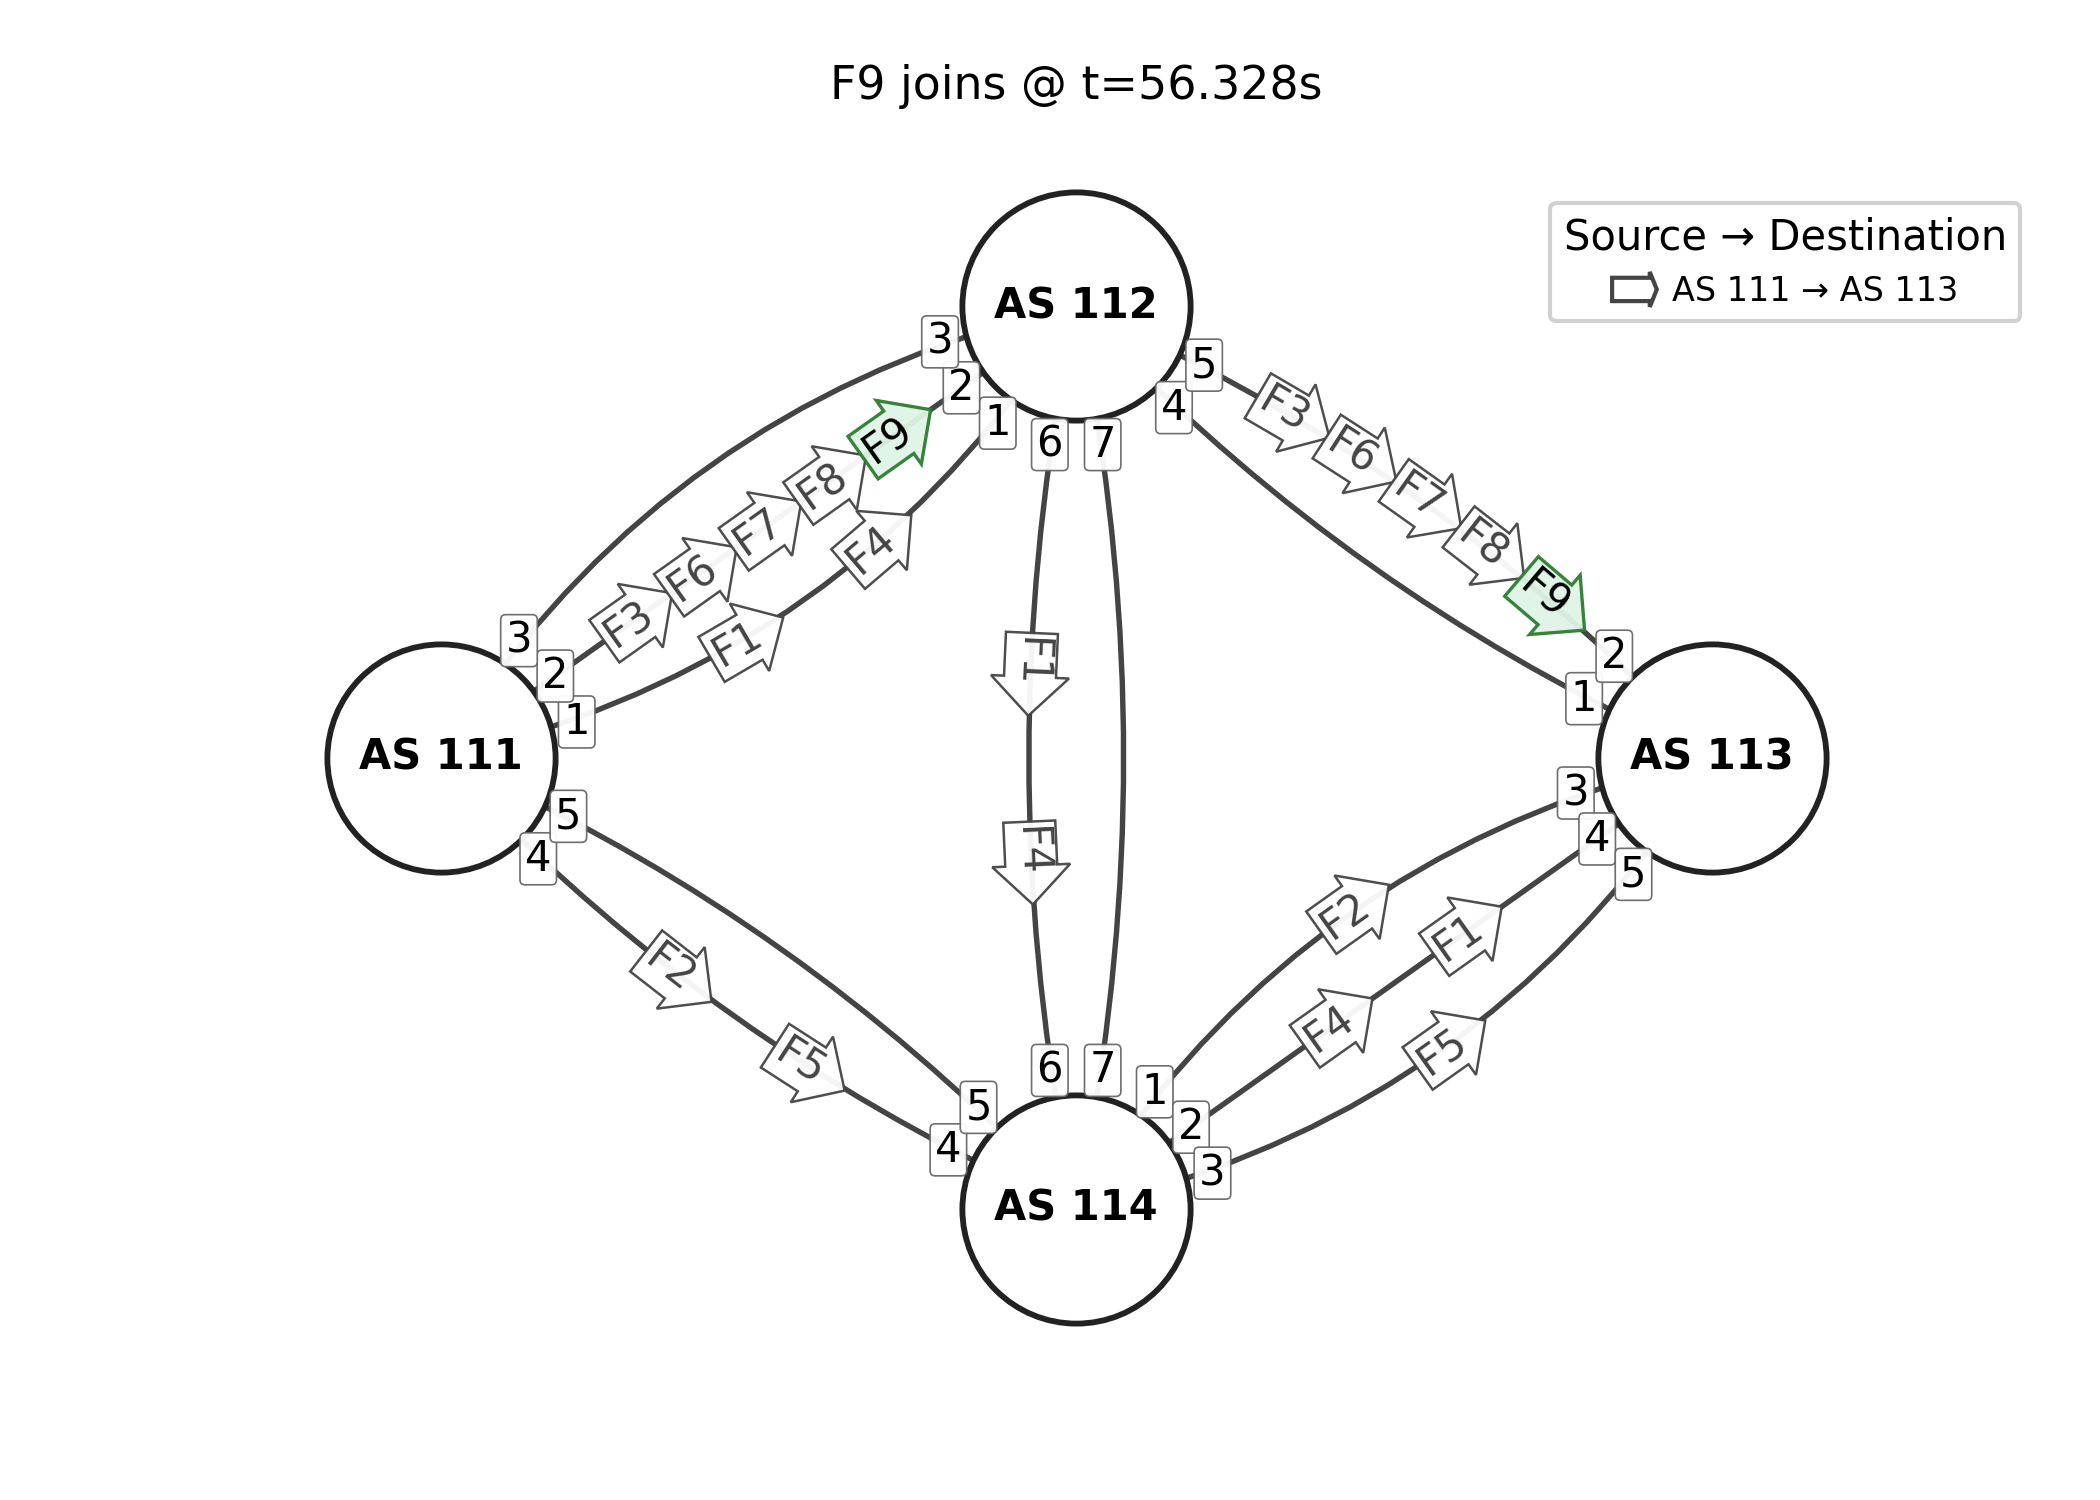 F9 joins @ t=56.328s
Source → Destination
AS 111 → AS 113
AS 112
3
2
1
6
7
4
5
F3
F6
F7
F8
F9
F3
F6
F7
F8
F9
F1
F4
F1
F4
3
2
1
AS 111
5
4
2
1
AS 113
3
4
5
F2
F5
F2
F1
F4
F5
5
4
6
7
1
2
3
AS 114